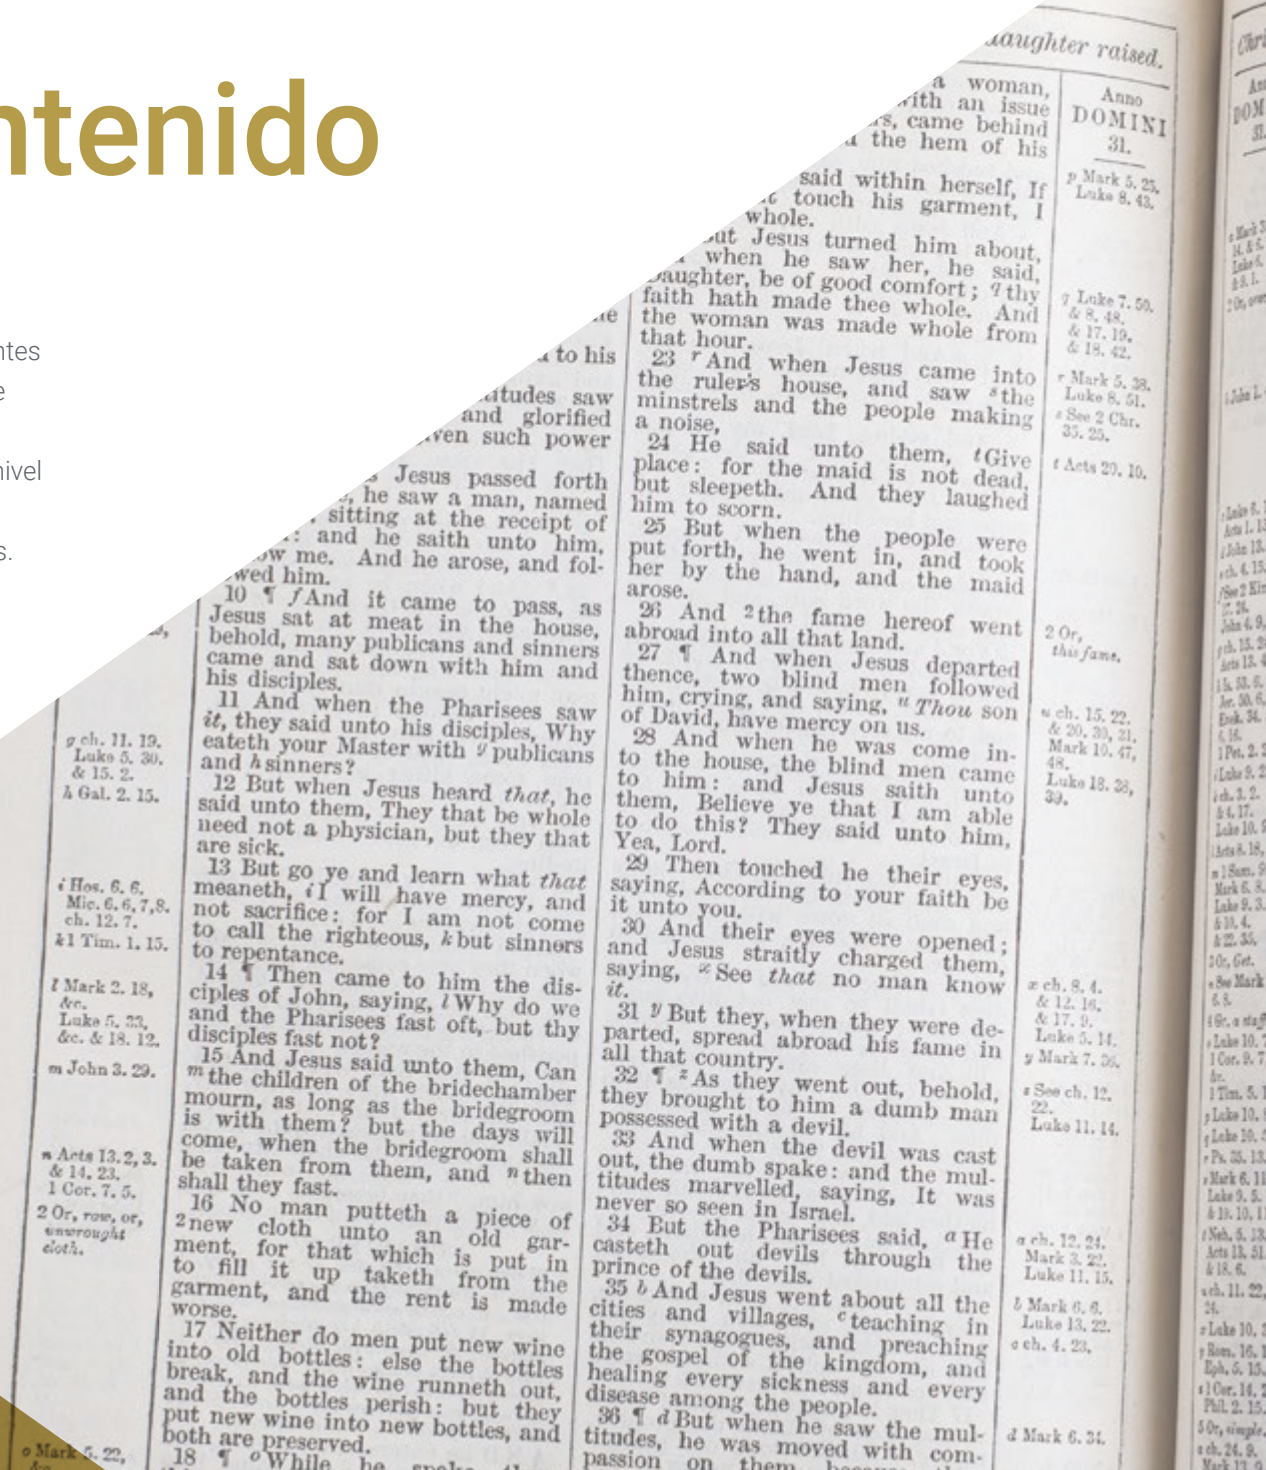 ntenido
ntes
e
nivel
s.
daughter raised.
to his
titudes saw
and glorified
ven such power
Jesus passed forth
, he saw a man, named
, sitting at the receipt of
: and he saith unto him,
ow me. And he arose, and fol-
wed him.
10 ¶ f And it came to pass, as
Jesus sat at meat in the house,
behold, many publicans and sinners
came and sat down with him and
his disciples.
11 And when the Pharisees saw
it, they said unto his disciples, Why
eateth your Master with g publicans
and h sinners?
12 But when Jesus heard that, he
said unto them, They that be whole
need not a physician, but they that
are sick.
13 But go ye and learn what that
meaneth, i I will have mercy, and
not sacrifice: for I am not come
to call the righteous, k but sinners
to repentance.
14 ¶ Then came to him the dis-
ciples of John, saying, l Why do we
and the Pharisees fast oft, but thy
disciples fast not?
15 And Jesus said unto them, Can
m the children of the bridechamber
mourn, as long as the bridegroom
is with them? but the days will
come, when the bridegroom shall
be taken from them, and n then
shall they fast.
16 No man putteth a piece of
2 new cloth unto an old gar-
ment, for that which is put in
to fill it up taketh from the
garment, and the rent is made
worse.
17 Neither do men put new wine
into old bottles: else the bottles
break, and the wine runneth out,
and the bottles perish: but they
put new wine into new bottles, and
both are preserved.
18 ¶ o While he spake
g ch. 11. 19.
Luke 5. 30.
& 15. 2.
h Gal. 2. 15.
i Hos. 6. 6.
Mic. 6. 6, 7, 8.
ch. 12. 7.
k 1 Tim. 1. 15.
l Mark 2. 18,
&c.
Luke 5. 33,
&c. & 18. 12.
m John 3. 29.
n Acts 13. 2, 3.
& 14. 23.
1 Cor. 7. 5.
2 Or, raw, or,
unwrought
cloth.
o Mark 5. 22,
&c.
a woman,
with an issue
s, came behind
the hem of his
said within herself, If
touch his garment, I
whole.
ut Jesus turned him about,
when he saw her, he said,
Daughter, be of good comfort; q thy
faith hath made thee whole. And
the woman was made whole from
that hour.
23 r And when Jesus came into
the ruler's house, and saw s the
minstrels and the people making
a noise,
24 He said unto them, t Give
place: for the maid is not dead,
but sleepeth. And they laughed
him to scorn.
25 But when the people were
put forth, he went in, and took
her by the hand, and the maid
arose.
26 And 2 the fame hereof went
abroad into all that land.
27 ¶ And when Jesus departed
thence, two blind men followed
him, crying, and saying, u Thou son
of David, have mercy on us.
28 And when he was come in-
to the house, the blind men came
to him: and Jesus saith unto
them, Believe ye that I am able
to do this? They said unto him,
Yea, Lord.
29 Then touched he their eyes,
saying, According to your faith be
it unto you.
30 And their eyes were opened;
and Jesus straitly charged them,
saying, x See that no man know
it.
31 y But they, when they were de-
parted, spread abroad his fame in
all that country.
32 ¶ z As they went out, behold,
they brought to him a dumb man
possessed with a devil.
33 And when the devil was cast
out, the dumb spake: and the mul-
titudes marvelled, saying, It was
never so seen in Israel.
34 But the Pharisees said, a He
casteth out devils through the
prince of the devils.
35 b And Jesus went about all the
cities and villages, c teaching in
their synagogues, and preaching
the gospel of the kingdom, and
healing every sickness and every
disease among the people.
36 ¶ d But when he saw the mul-
titudes, he was moved with com-
passion on them, because
Anno
DOMINI
31.
p Mark 5. 25.
Luke 8. 43.
q Luke 7. 50.
& 8. 48.
& 17. 19.
& 18. 42.
r Mark 5. 38.
Luke 8. 51.
s See 2 Chr.
35. 25.
t Acts 20. 10.
2 Or,
this fame.
u ch. 15. 22.
& 20. 30, 31.
Mark 10. 47,
48.
Luke 18. 38,
39.
x ch. 8. 4.
& 12. 16.
& 17. 9.
Luke 5. 14.
y Mark 7. 36.
z See ch. 12.
22.
Luke 11. 14.
a ch. 12. 24.
Mark 3. 22.
Luke 11. 15.
b Mark 6. 6.
Luke 13. 22.
c ch. 4. 23.
d Mark 6. 34.